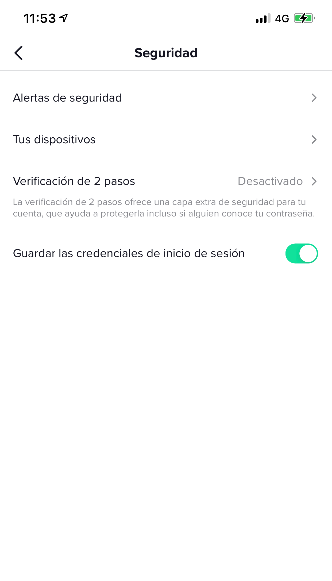 11:53
4G
Seguridad
Alertas de seguridad
Tus dispositivos
Verificación de 2 pasos
Desactivado
La verificación de 2 pasos ofrece una capa extra de seguridad para tu
cuenta, que ayuda a protegerla incluso si alguien conoce tu contraseña.
Guardar las credenciales de inicio de sesión